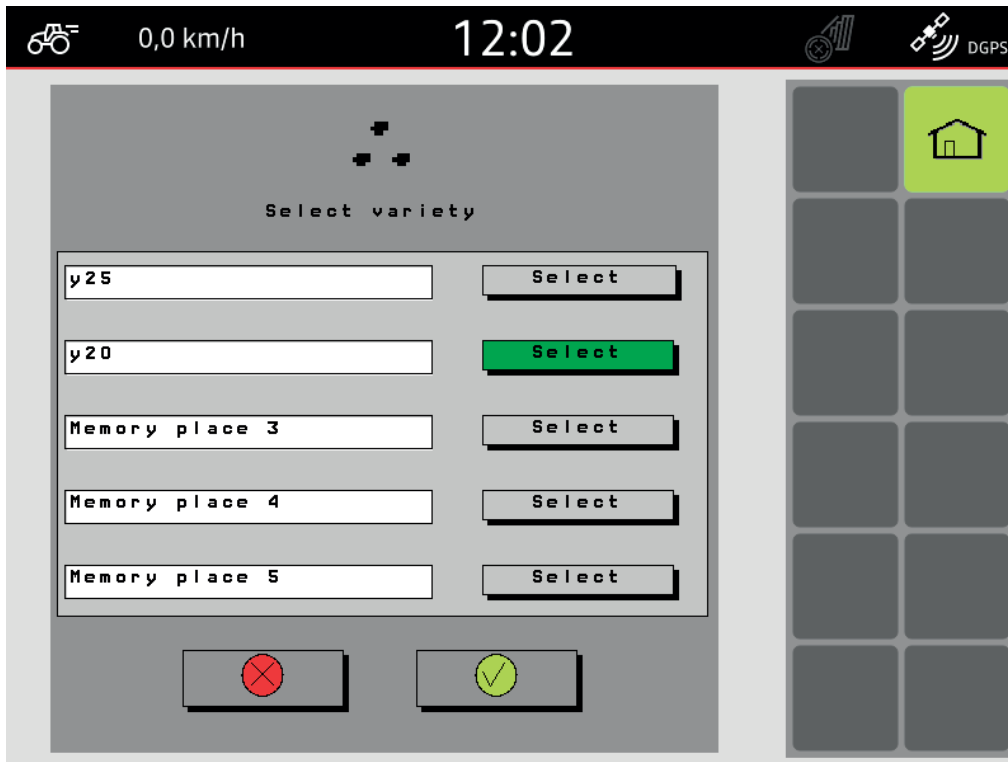 0,0 km/h
12:02
DGPS
Select variety
y25
Select
y20
Select
Memory place 3
Select
Memory place 4
Select
Memory place 5
Select